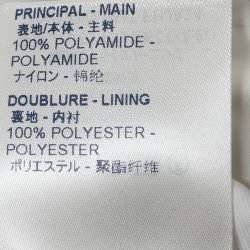 PRINCIPAL - MAIN
表地/本体 - 主料
100% POLYAMIDE -
POLYAMIDE
ナイロン - 锦纶
DOUBLURE - LINING
裏地 - 内衬
100% POLYESTER -
POLYESTER
ポリエステル - 聚酯纤维